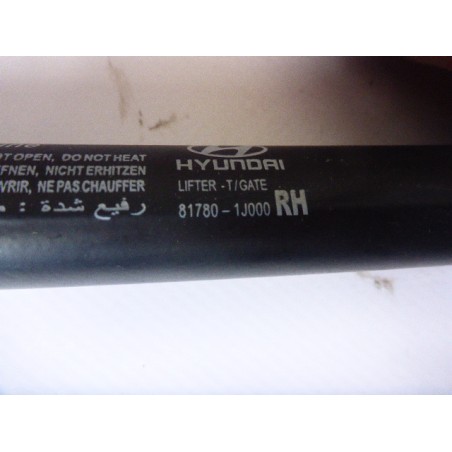 OT OPEN, DO NOT HEAT
FFNEN, NICHT ERHITZEN
VRIR, NE PAS CHAUFFER
رفيع شدة :
HYUNDAI
LIFTER - T/GATE
81780 - 1J000 RH